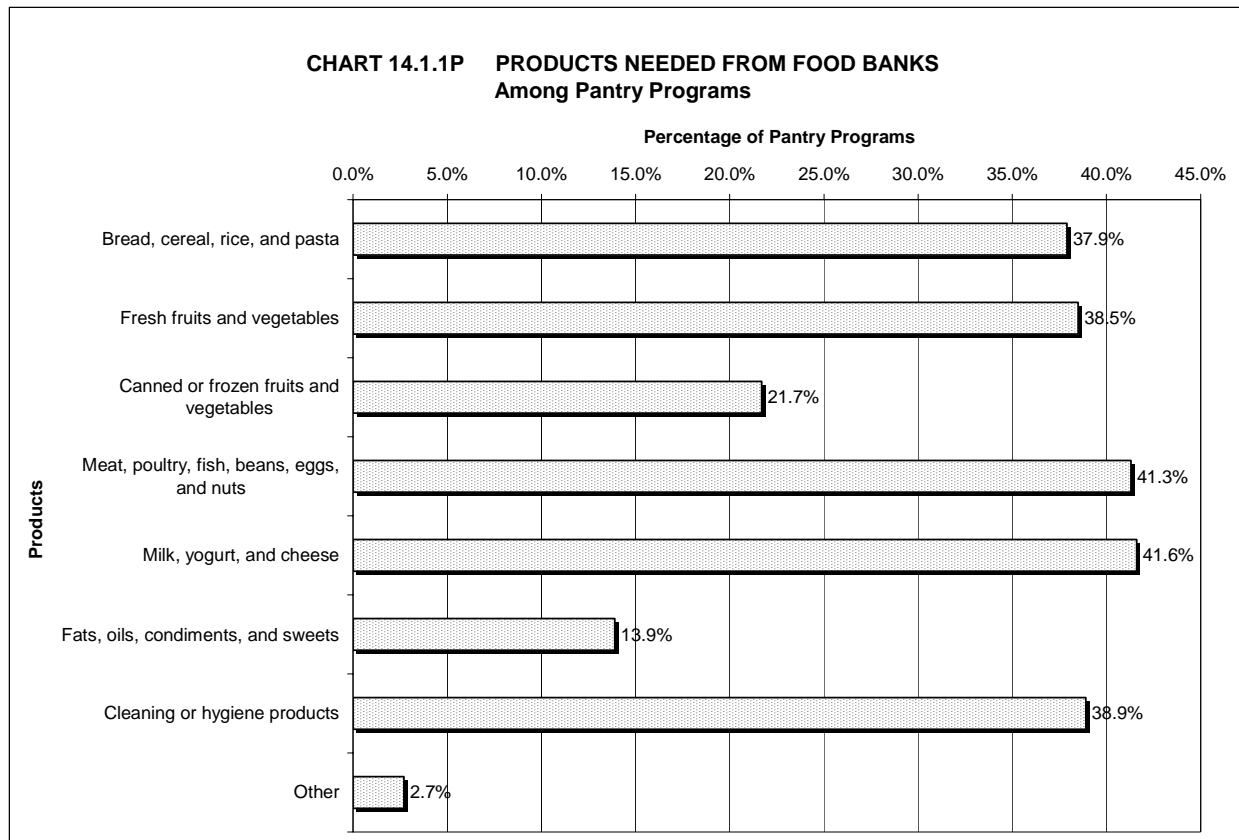 CHART 14.1.1P PRODUCTS NEEDED FROM FOOD BANKS
Among Pantry Programs
Percentage of Pantry Programs
0.0% 5.0% 10.0% 15.0% 20.0% 25.0% 30.0% 35.0% 40.0% 45.0%
Products
Bread, cereal, rice, and pasta 37.9%
Fresh fruits and vegetables 38.5%
Canned or frozen fruits and
vegetables 21.7%
Meat, poultry, fish, beans, eggs,
and nuts 41.3%
Milk, yogurt, and cheese 41.6%
Fats, oils, condiments, and sweets 13.9%
Cleaning or hygiene products 38.9%
Other 2.7%